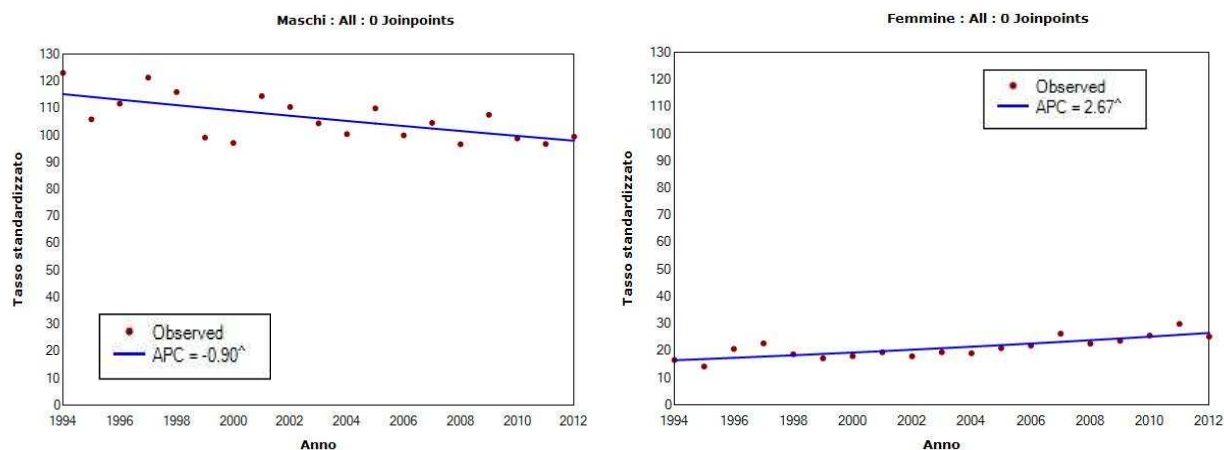 Maschi : All : 0 Joinpoints
Tasso standardizzato
130
120
110
100
90
80
70
60
50
40
30
20
10
0
Observed
APC = -0.90^
1994 1996 1998 2000 2002 2004 2006 2008 2010 2012
Anno
Femmine : All : 0 Joinpoints
Tasso standardizzato
130
120
110
100
90
80
70
60
50
40
30
20
10
0
Observed
APC = 2.67^
1994 1996 1998 2000 2002 2004 2006 2008 2010 2012
Anno